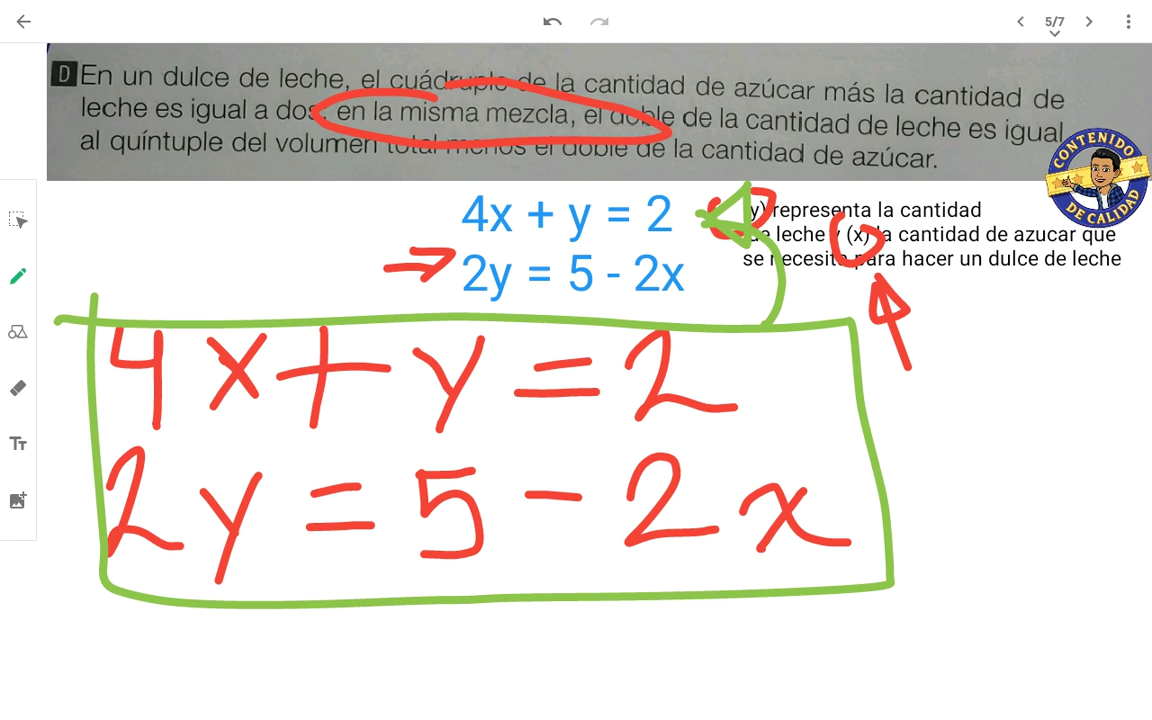 5/7
D En un dulce de leche, el cuádruplo de la cantidad de azúcar más la cantidad de
leche es igual a dos, en la misma mezcla, el doble de la cantidad de leche es igual
al quíntuple del volumen total menos el doble de la cantidad de azúcar.
CONTENIDO
DE CALIDAD
4x + y = 2
2y = 5 - 2x
y) representa la cantidad
leche y (x) la cantidad de azucar que
se necesita para hacer un dulce de leche
4x + y = 2
2y = 5 - 2x
Tт